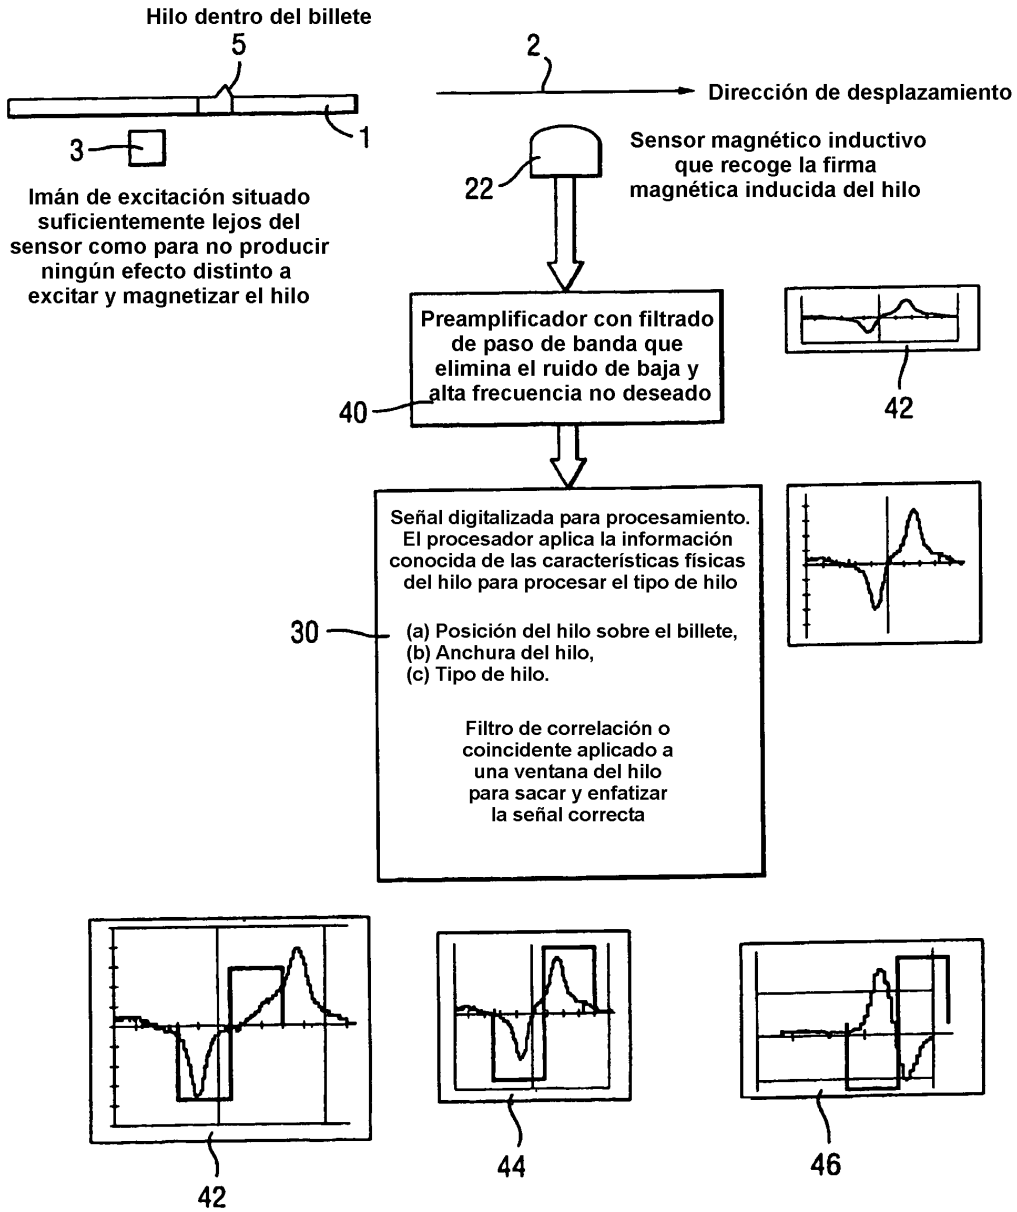 Hilo dentro del billete
5
2
Dirección de desplazamiento
1
3
22
Sensor magnético inductivo
que recoge la firma
magnética inducida del hilo
Imán de excitación situado
suficientemente lejos del
sensor como para no producir
ningún efecto distinto a
excitar y magnetizar el hilo
Preamplificador con filtrado
de paso de banda que
elimina el ruido de baja y
alta frecuencia no deseado
40
42
Señal digitalizada para procesamiento.
El procesador aplica la información
conocida de las características físicas
del hilo para procesar el tipo de hilo
30
(a) Posición del hilo sobre el billete,
(b) Anchura del hilo,
(c) Tipo de hilo.
Filtro de correlación o
coincidente aplicado a
una ventana del hilo
para sacar y enfatizar
la señal correcta
42
44
46